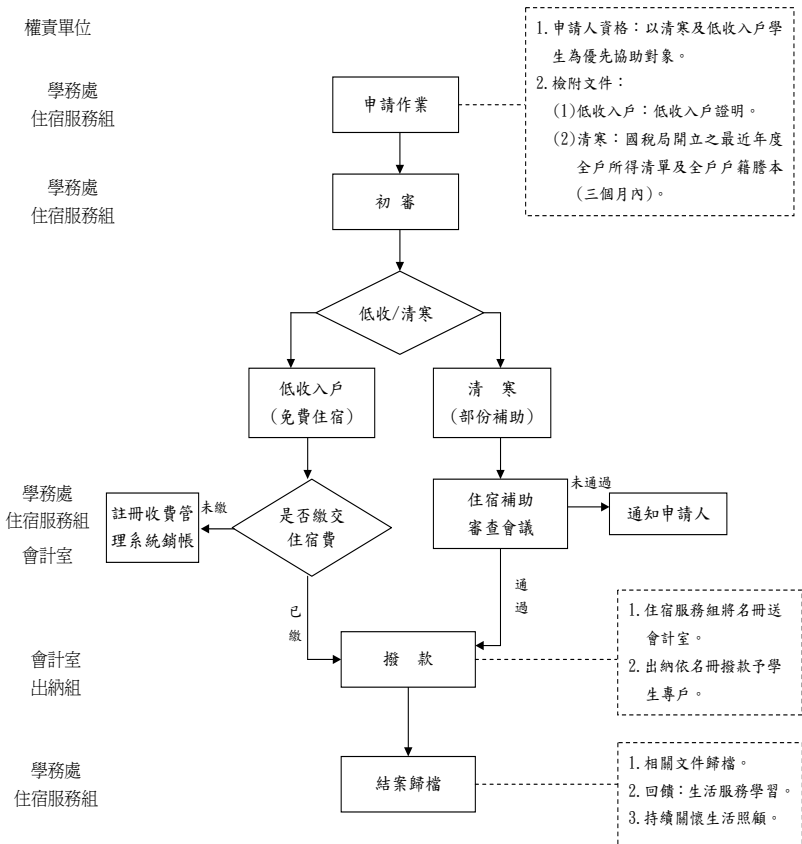 權責單位
1.申請人資格：以清寒及低收入戶學
生為優先協助對象。
2.檢附文件：
(1)低收入戶：低收入戶證明。
(2)清寒：國稅局開立之最近年度
全戶所得清單及全戶戶籍謄本
(三個月內)。
學務處
住宿服務組
申請作業
學務處
住宿服務組
初 審
低收/清寒
低收入戶
(免費住宿)
清 寒
(部份補助)
學務處
住宿服務組
會計室
註冊收費管
理系統銷帳
未繳
是否繳交
住宿費
住宿補助
審查會議
未通過
通知申請人
已
繳
通
過
會計室
出納組
撥 款
1.住宿服務組將名冊送
會計室。
2.出納依名冊撥款予學
生專戶。
學務處
住宿服務組
結案歸檔
1.相關文件歸檔。
2.回饋：生活服務學習。
3.持續關懷生活照顧。